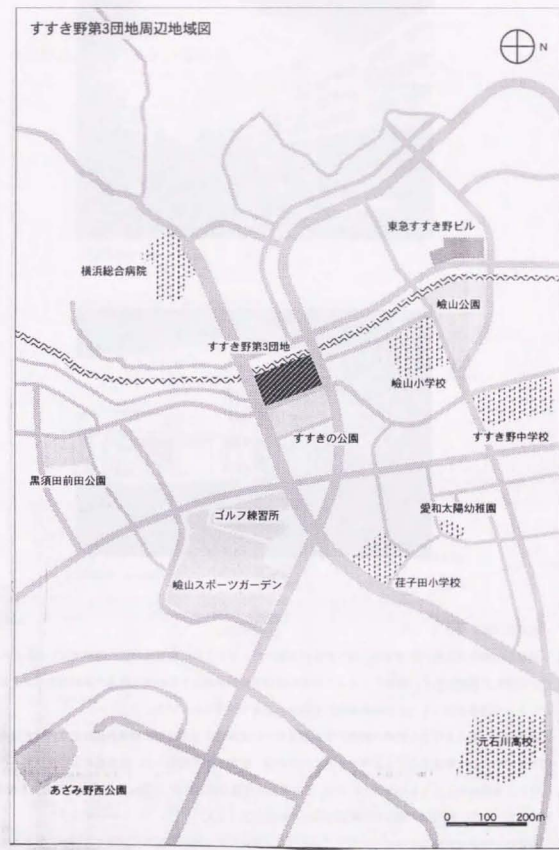 すすき野第3団地周辺地域図
N
東急すすき野ビル
横浜総合病院
嶮山公園
すすき野第3団地
嶮山小学校
すすきの公園
すすき野中学校
黒須田前田公園
愛和太陽幼稚園
ゴルフ練習所
嶮山スポーツガーデン
荏子田小学校
元石川高校
あざみ野西公園
0 100 200m